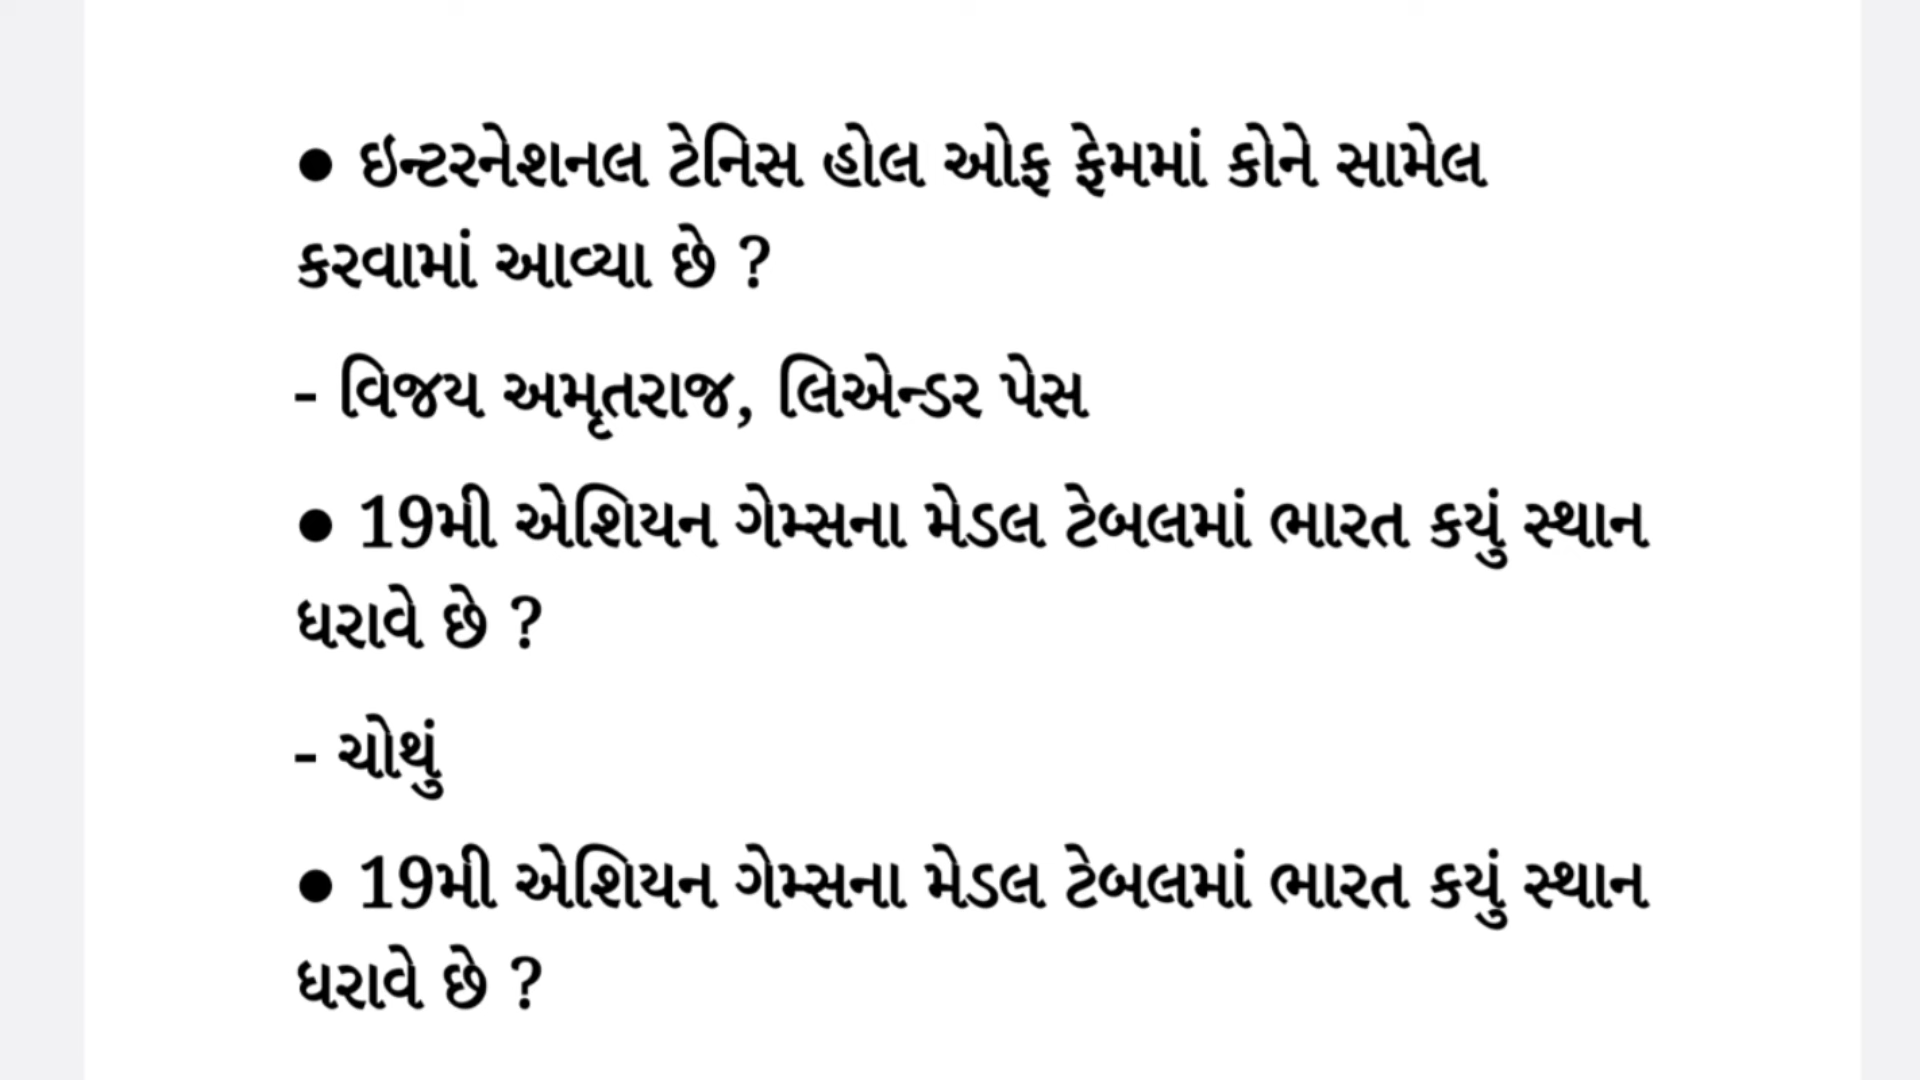 ● ઇન્ટરનેશનલ ટેનિસ હોલ ઓફ ફેમમાં કોને સામેલ
કરવામાં આવ્યા છે ?
- વિજય અમૃતરાજ, લિએન્ડર પેસ
● 19મી એશિયન ગેમ્સના મેડલ ટેબલમાં ભારત કયું સ્થાન
ધરાવે છે ?
- ચોથું
● 19મી એશિયન ગેમ્સના મેડલ ટેબલમાં ભારત કયું સ્થાન
ધરાવે છે ?